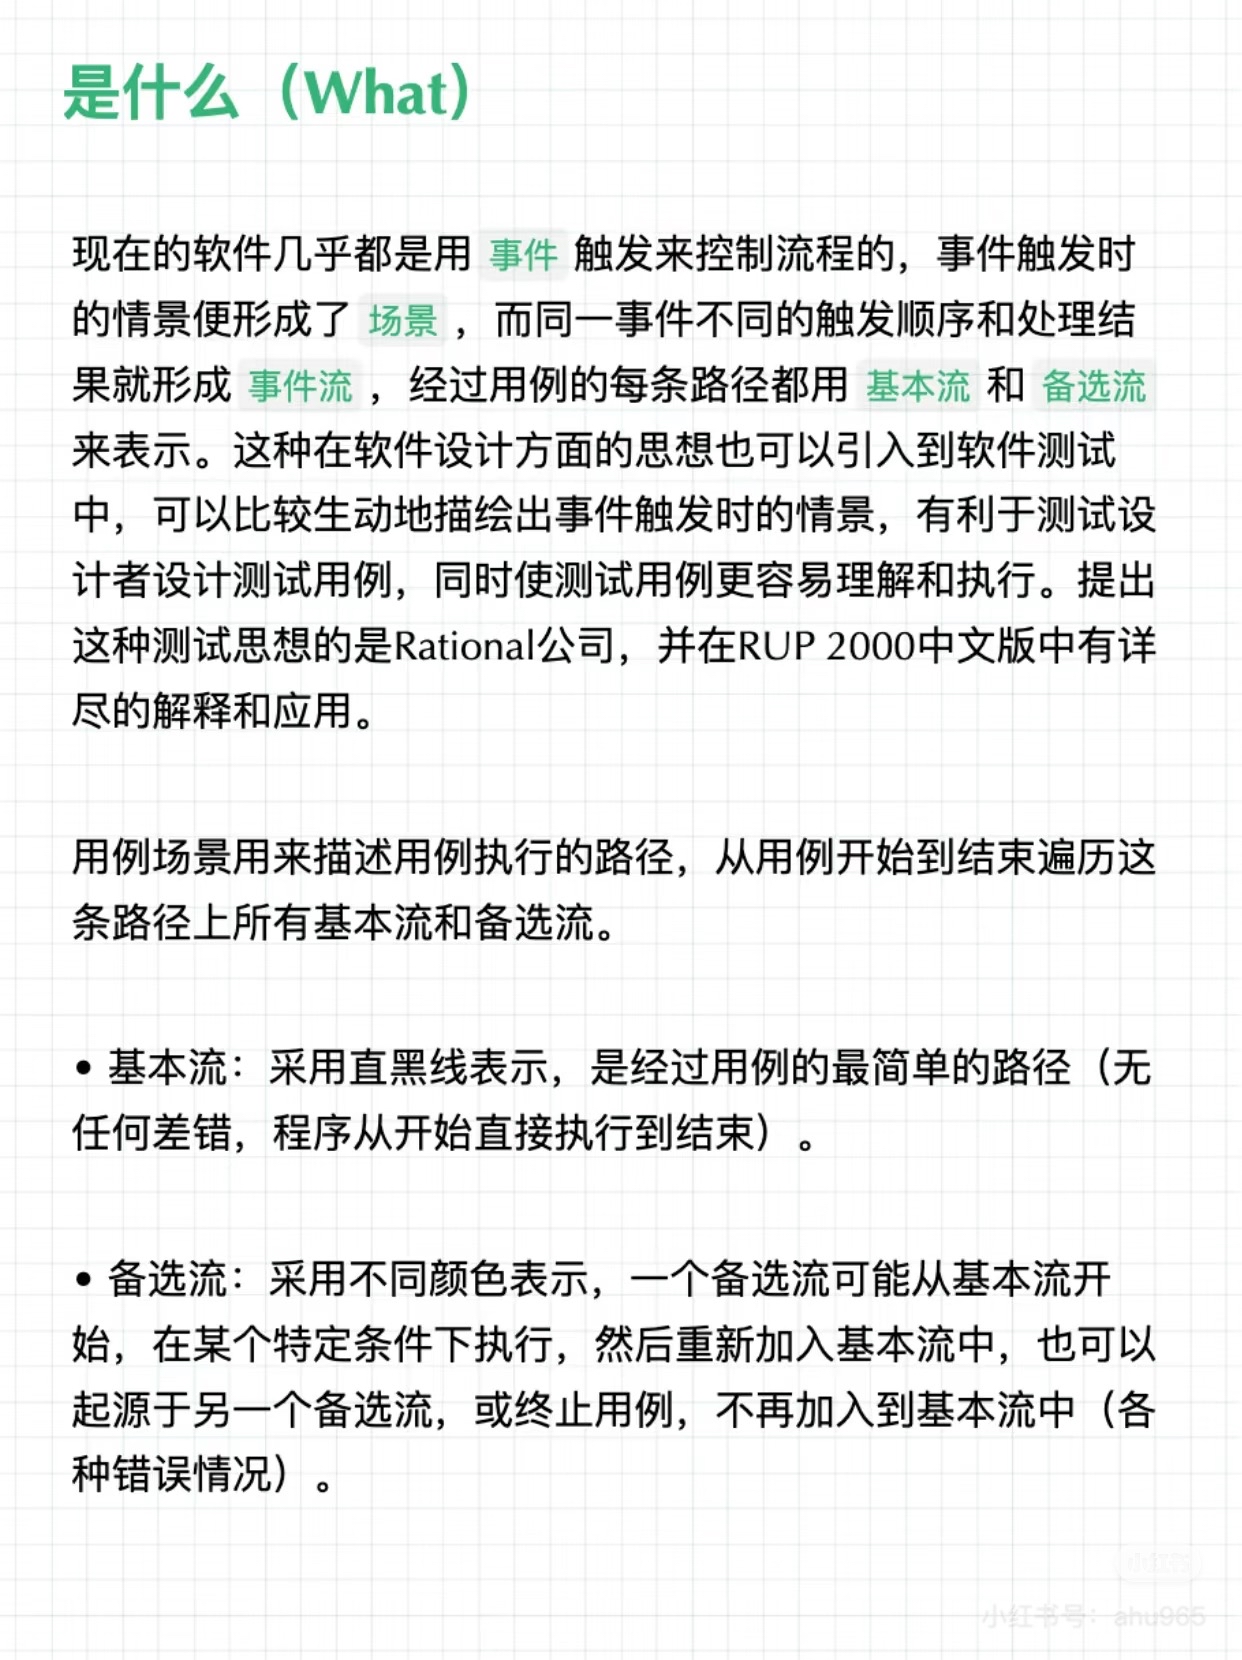 是什么（What）
现在的软件几乎都是用 事件 触发来控制流程的，事件触发时
的情景便形成了 场景 ，而同一事件不同的触发顺序和处理结
果就形成 事件流 ，经过用例的每条路径都用 基本流 和 备选流
来表示。这种在软件设计方面的思想也可以引入到软件测试
中，可以比较生动地描绘出事件触发时的情景，有利于测试设
计者设计测试用例，同时使测试用例更容易理解和执行。提出
这种测试思想的是Rational公司，并在RUP 2000中文版中有详
尽的解释和应用。
用例场景用来描述用例执行的路径，从用例开始到结束遍历这
条路径上所有基本流和备选流。
• 基本流：采用直黑线表示，是经过用例的最简单的路径（无
任何差错，程序从开始直接执行到结束）。
• 备选流：采用不同颜色表示，一个备选流可能从基本流开
始，在某个特定条件下执行，然后重新加入基本流中，也可以
起源于另一个备选流，或终止用例，不再加入到基本流中（各
种错误情况）。
小红书
小红书号：ahu965